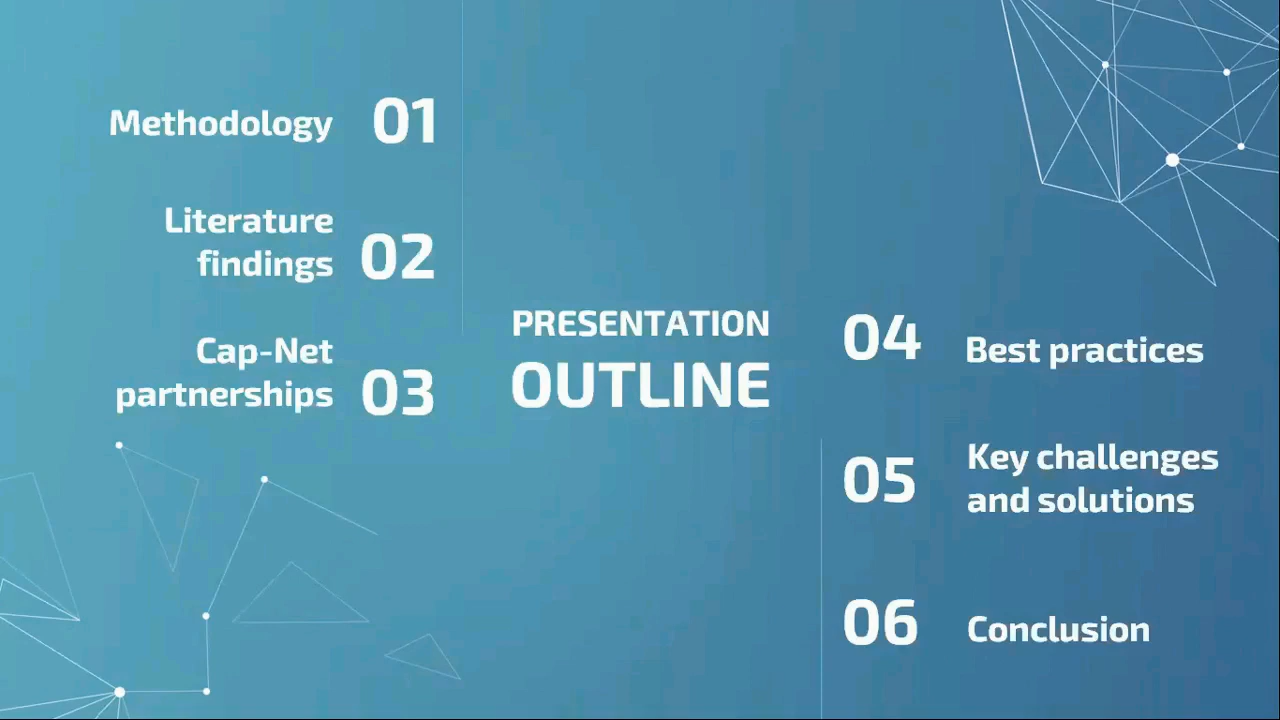 Methodology 01
Literature
findings 02
Cap-Net
partnerships 03
PRESENTATION
OUTLINE
04 Best practices
05 Key challenges
and solutions
06 Conclusion